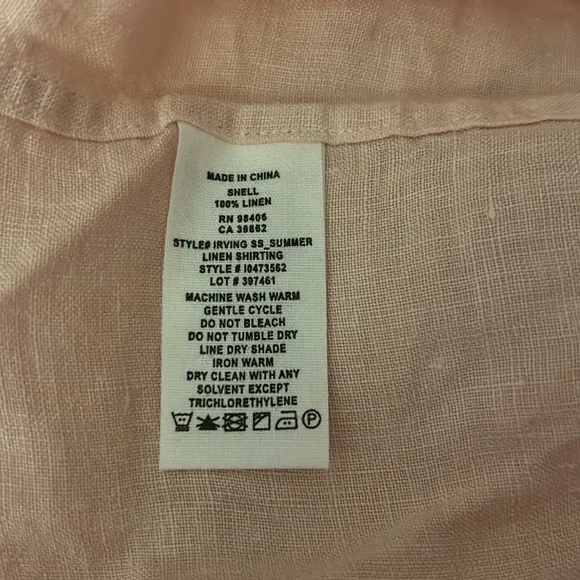 MADE IN CHINA
SHELL
100% LINEN
RN 98406
CA 39862
STYLE# IRVING SS_SUMMER
LINEN SHIRTING
STYLE # I0473562
LOT # 397461
MACHINE WASH WARM
GENTLE CYCLE
DO NOT BLEACH
DO NOT TUMBLE DRY
LINE DRY SHADE
IRON WARM
DRY CLEAN WITH ANY
SOLVENT EXCEPT
TRICHLORETHYLENE
P